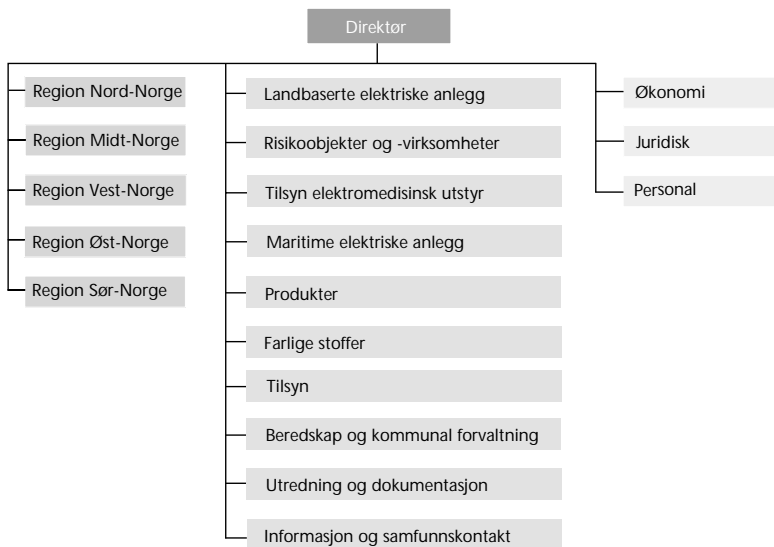 Direktør
Region Nord-Norge
Region Midt-Norge
Region Vest-Norge
Region Øst-Norge
Region Sør-Norge
Landbaserte elektriske anlegg
Risikoobjekter og -virksomheter
Tilsyn elektromedisinsk utstyr
Maritime elektriske anlegg
Produkter
Farlige stoffer
Tilsyn
Beredskap og kommunal forvaltning
Utredning og dokumentasjon
Informasjon og samfunnskontakt
Økonomi
Juridisk
Personal